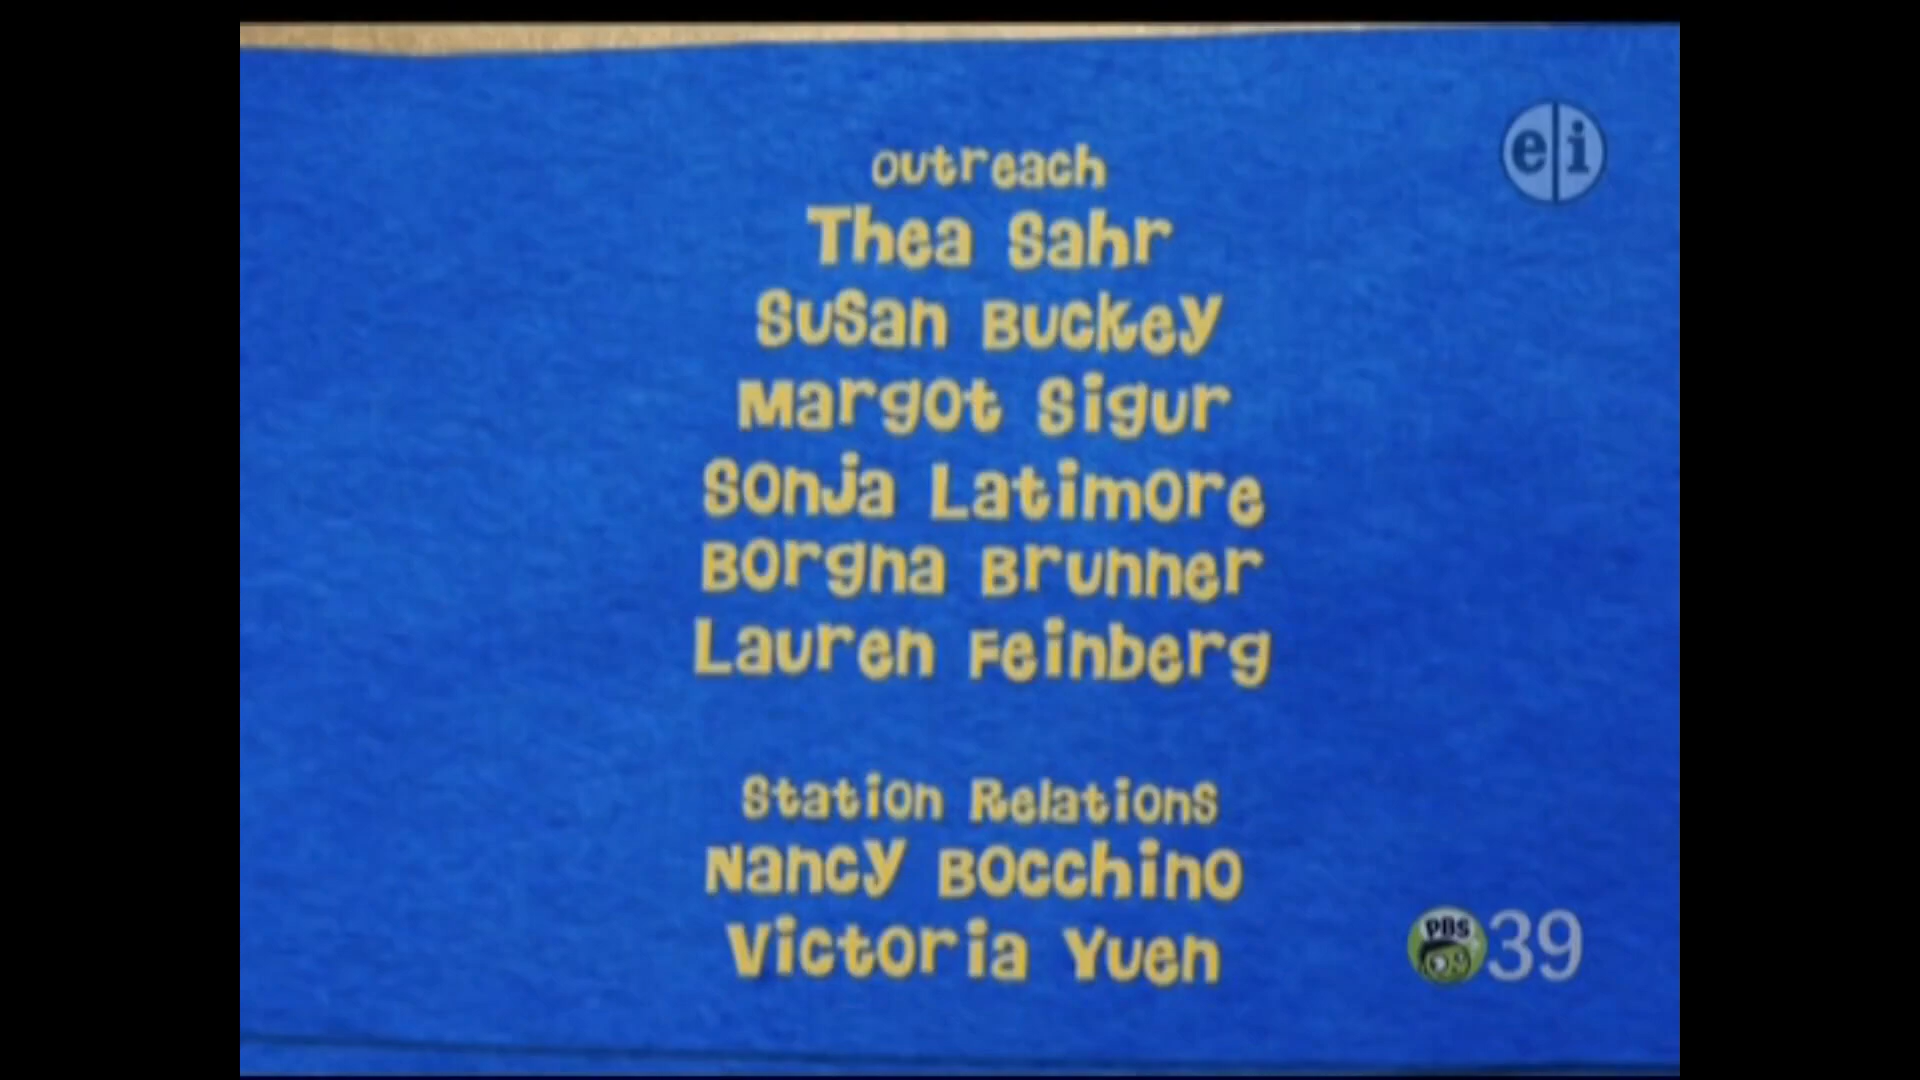 e|i
Outreach
Thea Sahr
Susan Buckey
Margot Sigur
Sonja Latimore
Borgna Brunner
Lauren Feinberg
Station Relations
Nancy Bocchino
Victoria Yuen
PBS 39